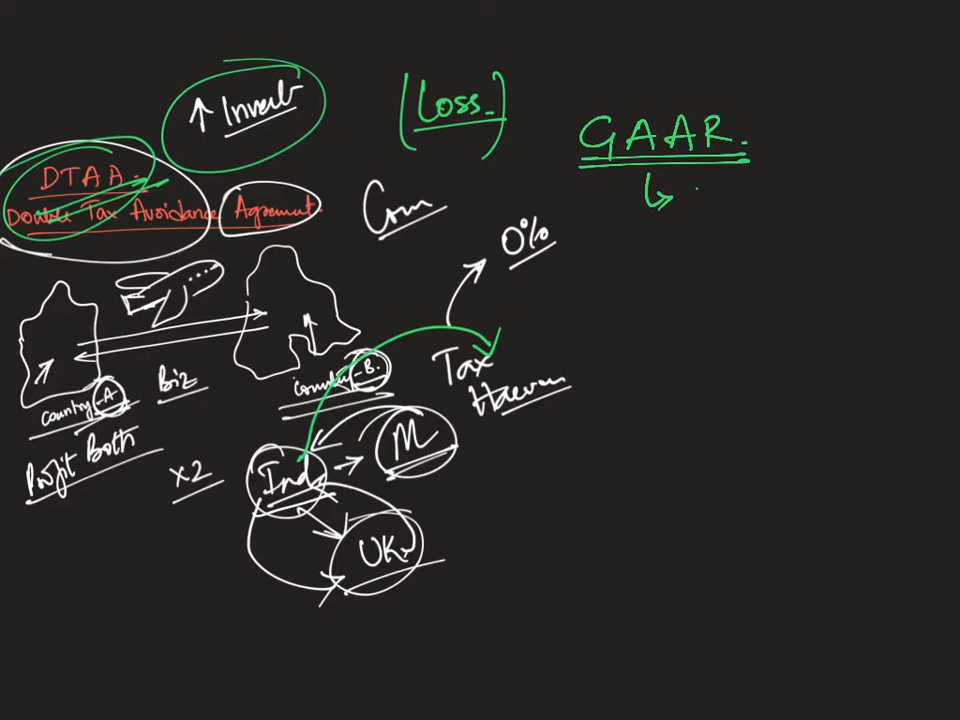 ↑ Invest
(Loss.)
GAAR.
DTAA.
Double Tax Avoidance Agreement
Com
0%
Tax
Haven
Country-A
Biz
Country-B.
Profit Both
x2
Ind
M
UK